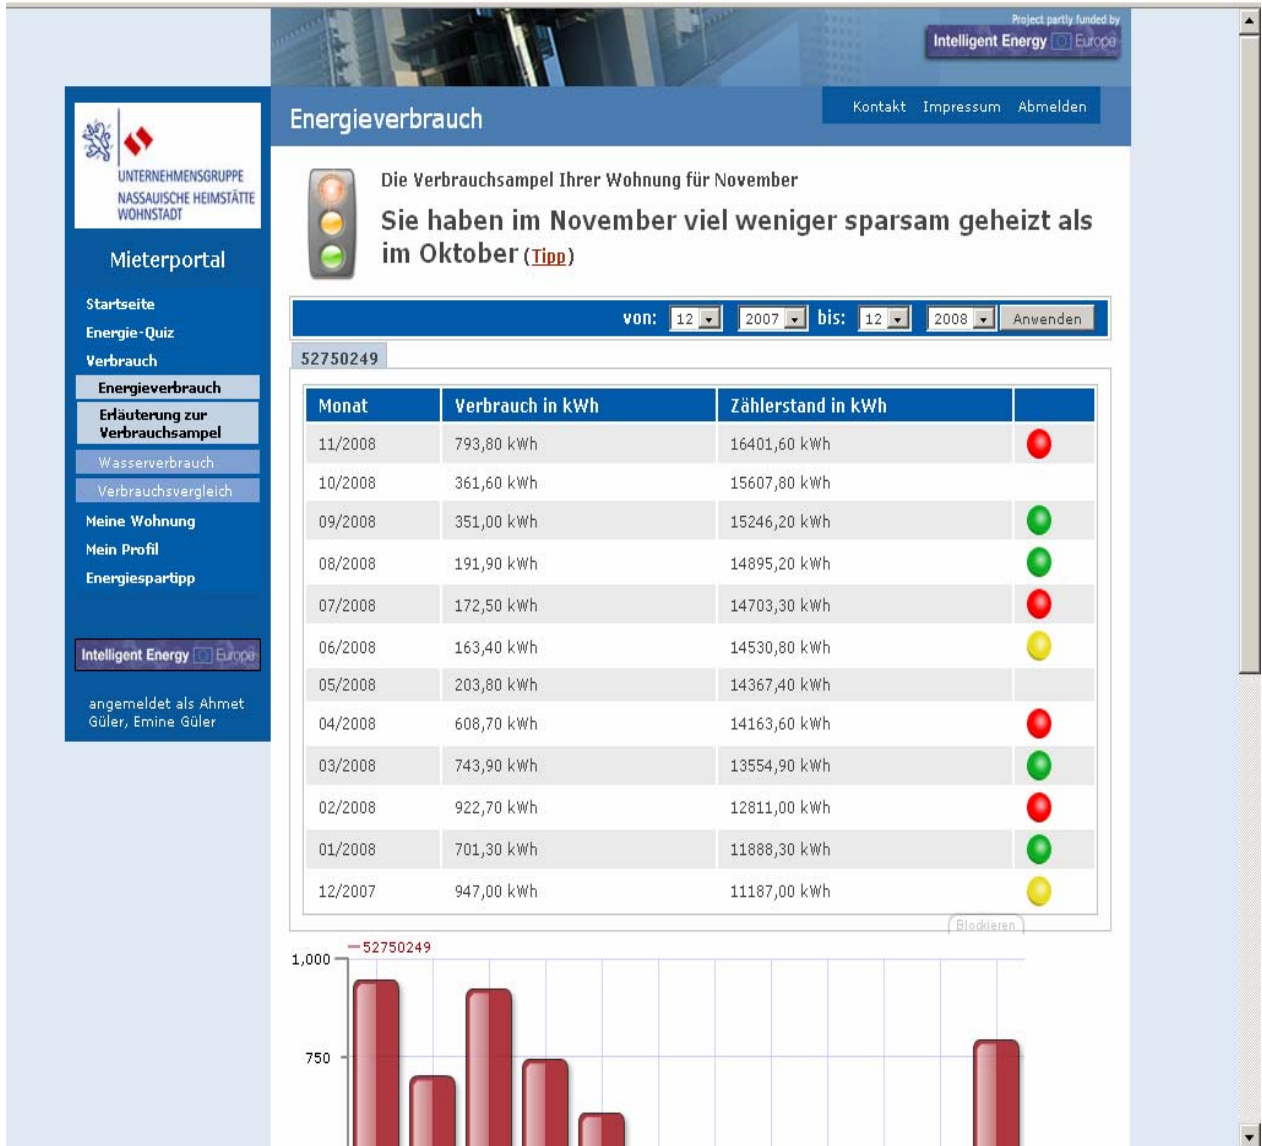 Project partly funded by
Intelligent Energy Europe
Kontakt Impressum Abmelden
Energieverbrauch
UNTERNEHMENSGRUPPE
NASSAUISCHE HEIMSTÄTTE
WOHNSTADT
Mieterportal
Startseite
Energie-Quiz
Verbrauch
Energieverbrauch
Erläuterung zur
Verbrauchsampel
Wasserverbrauch
Verbrauchsvergleich
Meine Wohnung
Mein Profil
Energiespartipp
Intelligent Energy Europe
angemeldet als Ahmet
Güler, Emine Güler
Die Verbrauchsampel Ihrer Wohnung für November
Sie haben im November viel weniger sparsam geheizt als
im Oktober (Tipp)
von: 12 2007 bis: 12 2008 Anwenden
52750249
Monat Verbrauch in kWh Zählerstand in kWh
11/2008 793,80 kWh 16401,60 kWh
10/2008 361,60 kWh 15607,80 kWh
09/2008 351,00 kWh 15246,20 kWh
08/2008 191,90 kWh 14895,20 kWh
07/2008 172,50 kWh 14703,30 kWh
06/2008 163,40 kWh 14530,80 kWh
05/2008 203,80 kWh 14367,40 kWh
04/2008 608,70 kWh 14163,60 kWh
03/2008 743,90 kWh 13554,90 kWh
02/2008 922,70 kWh 12811,00 kWh
01/2008 701,30 kWh 11888,30 kWh
12/2007 947,00 kWh 11187,00 kWh
Blockieren
52750249
1,000
750